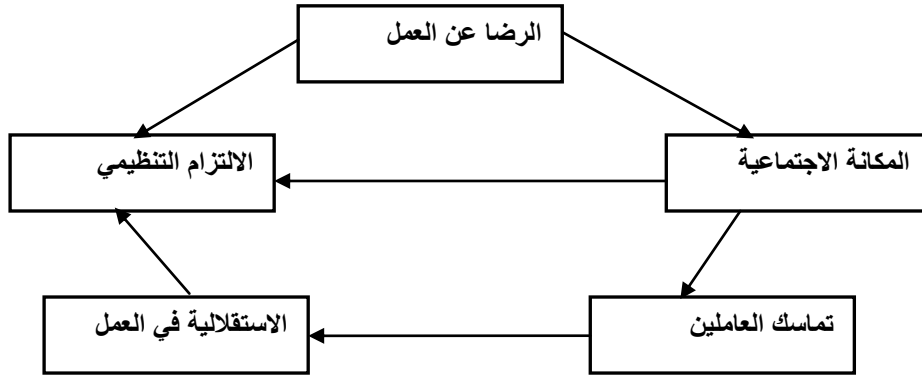 الرضا عن العمل
المكانة الاجتماعية
الالتزام التنظيمي
تماسك العاملين
الاستقلالية في العمل